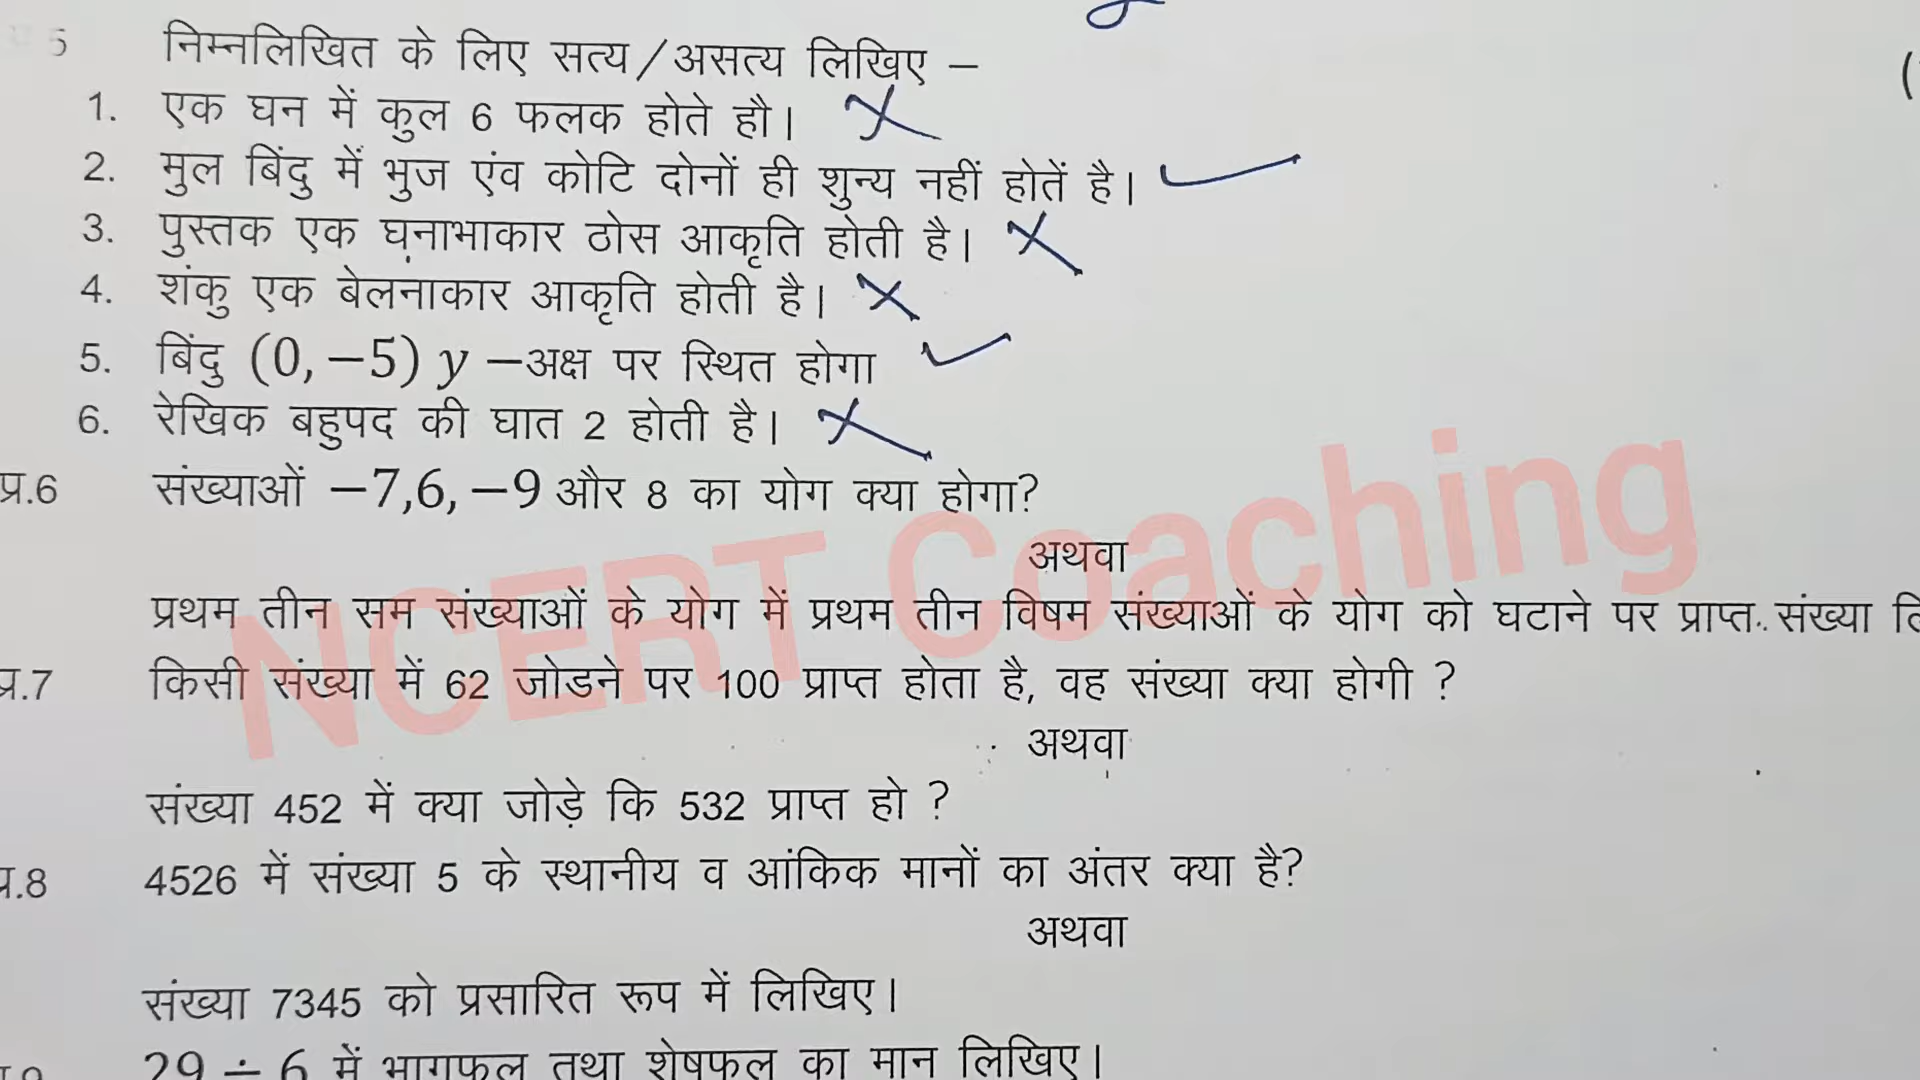 5 निम्नलिखित के लिए सत्य/असत्य लिखिए –
1. एक घन में कुल 6 फलक होते हौ।
2. मुल बिंदु में भुज एंव कोटि दोनों ही शुन्य नहीं होतें है।
3. पुस्तक एक घनाभाकार ठोस आकृति होती है।
4. शंकु एक बेलनाकार आकृति होती है।
5. बिंदु (0, −5) y –अक्ष पर स्थित होगा
6. रेखिक बहुपद की घात 2 होती है।
प्र.6 संख्याओं −7,6, −9 और 8 का योग क्या होगा?
अथवा
प्रथम तीन सम संख्याओं के योग में प्रथम तीन विषम संख्याओं के योग को घटाने पर प्राप्त संख्या
प्र.7 किसी संख्या में 62 जोडने पर 100 प्राप्त होता है, वह संख्या क्या होगी ?
अथवा
संख्या 452 में क्या जोड़े कि 532 प्राप्त हो ?
प्र.8 4526 में संख्या 5 के स्थानीय व आंकिक मानों का अंतर क्या है?
अथवा
संख्या 7345 को प्रसारित रूप में लिखिए।
29 ÷ 6 में भागफल तथा शेषफल का मान लिखिए।
NCERT Coaching